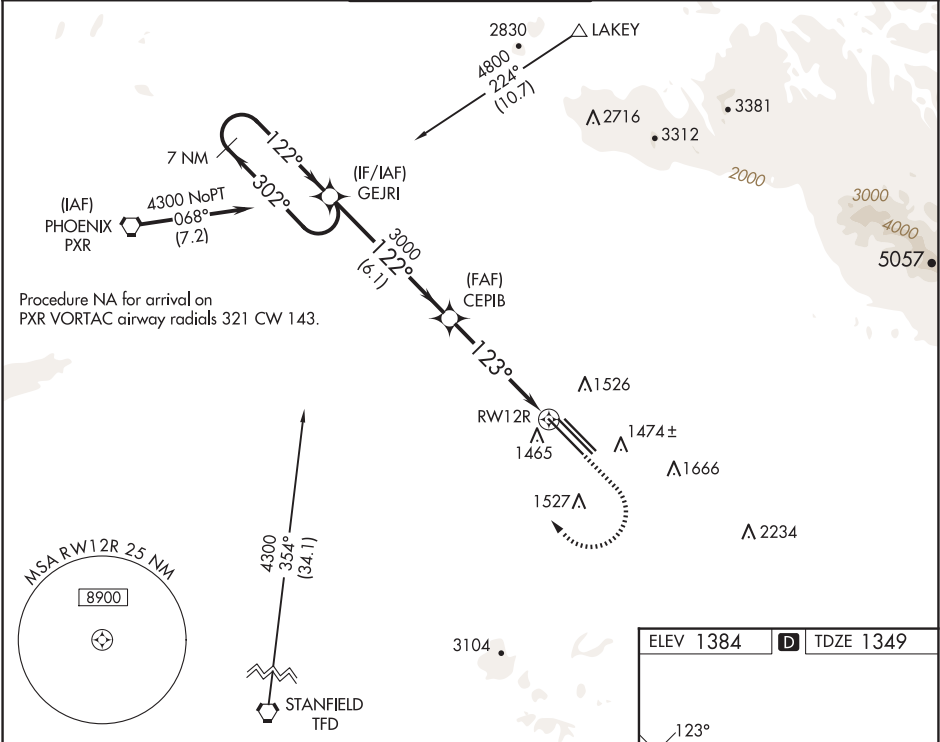 2830
LAKEY
4800
224°
(10.7)
2716
3381
3312
2000
3000
4000
5057
7 NM
122°
302°
(IF/IAF)
GEJRI
(IAF)
PHOENIX
PXR
4300 NoPT
068°
(7.2)
3000
122°
(6.1)
(FAF)
CEPIB
Procedure NA for arrival on
PXR VORTAC airway radials 321 CW 143.
123°
1526
RW12R
1465
1474±
1666
1527
2234
4300
354°
(34.1)
MSA RW12R 25 NM
8900
STANFIELD
TFD
3104
ELEV 1384 D TDZE 1349
123°